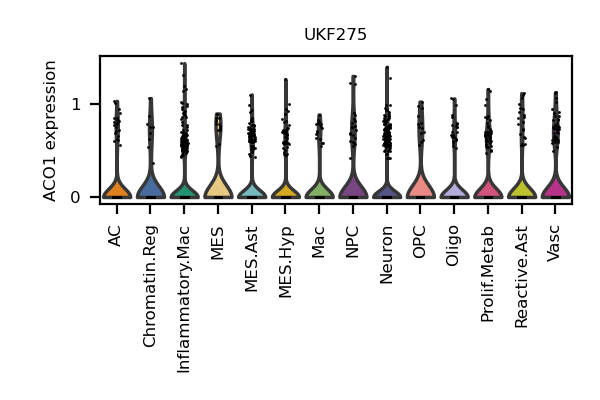 UKF275
ACO1 expression
1
0
AC
Chromatin.Reg
Inflammatory.Mac
MES
MES.Ast
MES.Hyp
Mac
NPC
Neuron
OPC
Oligo
Prolif.Metab
Reactive.Ast
Vasc